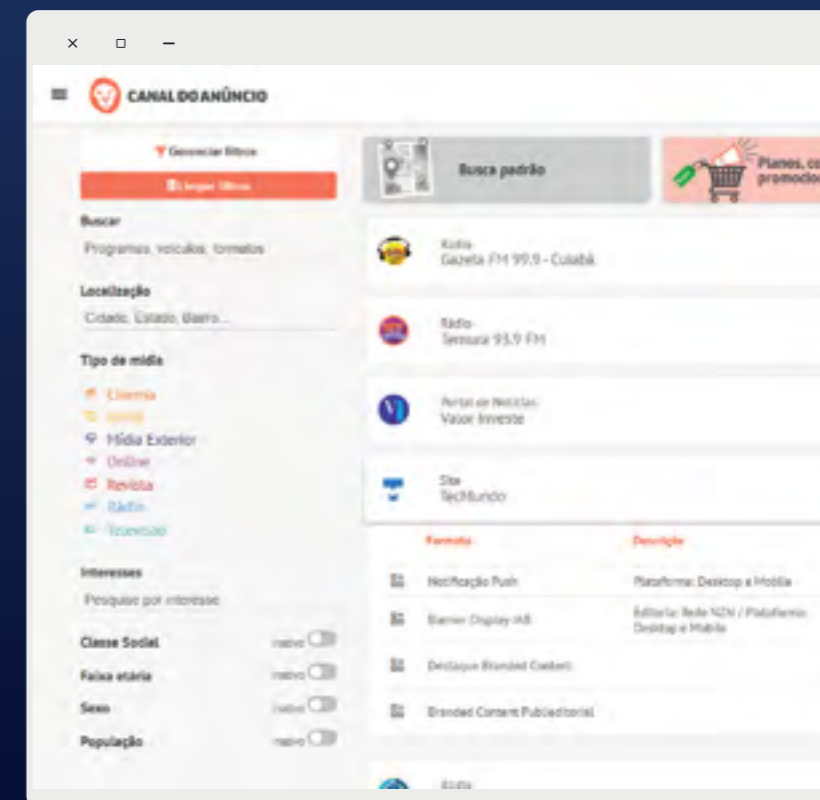 CANAL DO ANÚNCIO
Gerenciar filtros
Limpar filtros
Buscar
Programas, veículos, formatos
Localização
Cidade, Estado, Bairro...
Tipo de mídia
Cinema
Mídia Exterior
Online
Revista
Rádio
Televisão
Interesses
Pesquise por interesse
Classe Social
inativo
Faixa etária
inativo
Sexo
inativo
População
inativo
Busca padrão
Planos, co
promocio
Rádio
Gazeta FM 99.9 - Cuiabá
Rádio
Ternura 93.9 FM
Portal de Notícias
Valor Investe
Site
TecMundo
Formato
Descrição
Notificação Push
Plataforma: Desktop e Mobile
Banner Display IAB
Editoria: Rede NZN / Plataforma:
Desktop e Mobile
Destaque Branded Content
Branded Content Publieditorial
Rádio